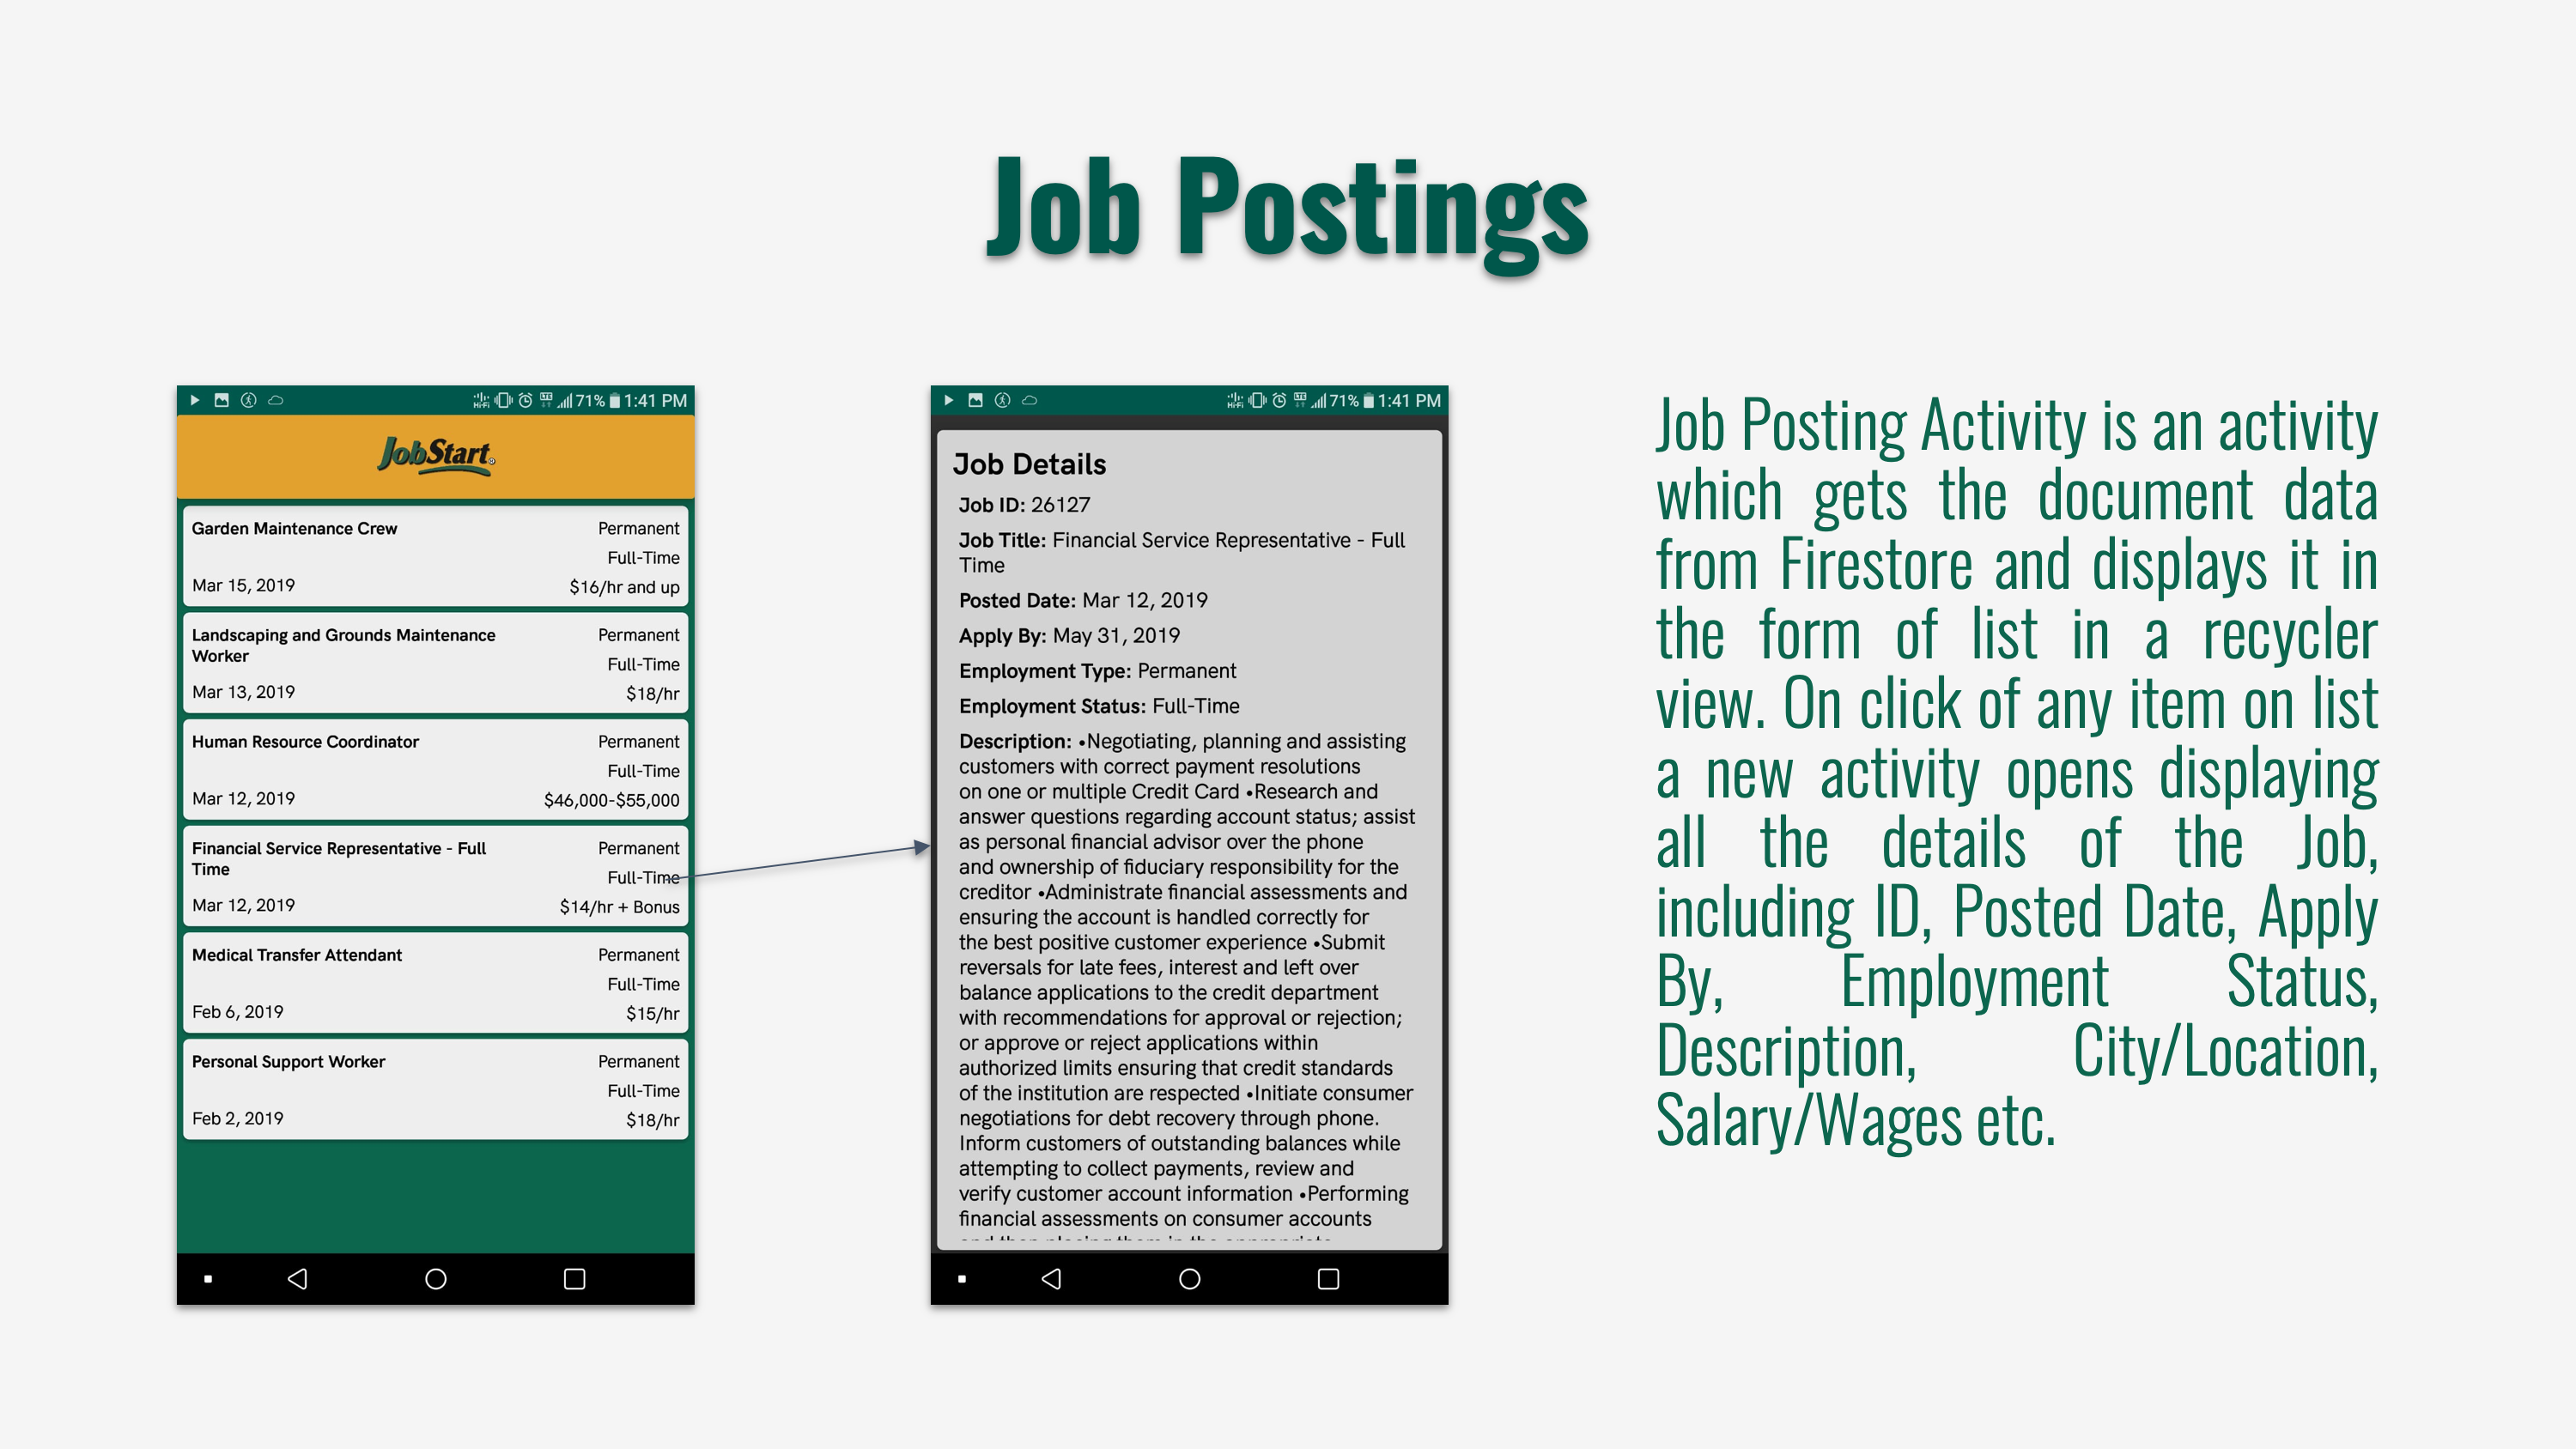 Job Postings
71% 1:41 PM
JobStart
Garden Maintenance Crew
Permanent
Full-Time
Mar 15, 2019
$16/hr and up
Landscaping and Grounds Maintenance
Worker
Permanent
Full-Time
Mar 13, 2019
$18/hr
Human Resource Coordinator
Permanent
Full-Time
Mar 12, 2019
$46,000-$55,000
Financial Service Representative - Full
Time
Permanent
Full-Time
Mar 12, 2019
$14/hr + Bonus
Medical Transfer Attendant
Permanent
Full-Time
Feb 6, 2019
$15/hr
Personal Support Worker
Permanent
Full-Time
Feb 2, 2019
$18/hr
71% 1:41 PM
Job Details
Job ID: 26127
Job Title: Financial Service Representative - Full
Time
Posted Date: Mar 12, 2019
Apply By: May 31, 2019
Employment Type: Permanent
Employment Status: Full-Time
Description: •Negotiating, planning and assisting
customers with correct payment resolutions
on one or multiple Credit Card •Research and
answer questions regarding account status; assist
as personal financial advisor over the phone
and ownership of fiduciary responsibility for the
creditor •Administrate financial assessments and
ensuring the account is handled correctly for
the best positive customer experience •Submit
reversals for late fees, interest and left over
balance applications to the credit department
with recommendations for approval or rejection;
or approve or reject applications within
authorized limits ensuring that credit standards
of the institution are respected •Initiate consumer
negotiations for debt recovery through phone.
Inform customers of outstanding balances while
attempting to collect payments, review and
verify customer account information •Performing
financial assessments on consumer accounts
Job Posting Activity is an activity
which gets the document data
from Firestore and displays it in
the form of list in a recycler
view. On click of any item on list
a new activity opens displaying
all the details of the Job,
including ID, Posted Date, Apply
By, Employment Status,
Description, City/Location,
Salary/Wages etc.